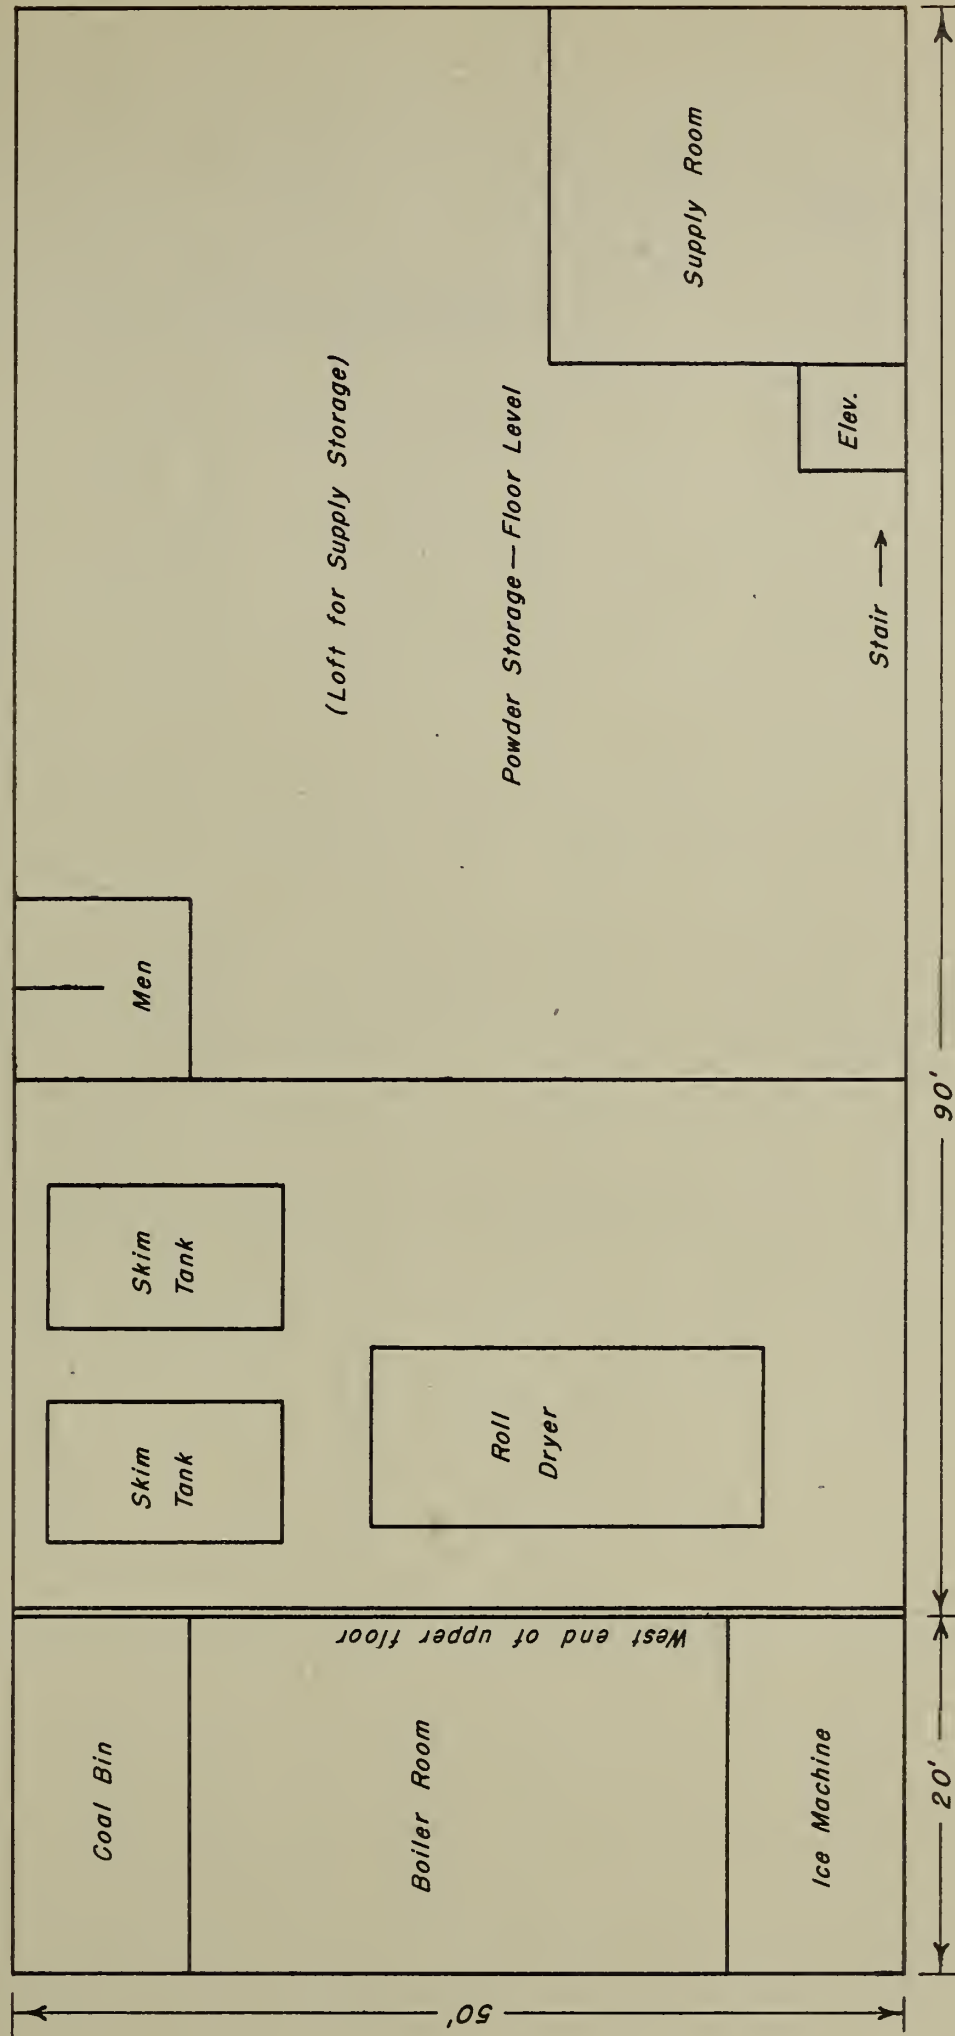 Coal Bin
Boiler Room
Ice Machine
West end of upper floor
Skim
Tank
Skim
Tank
Roll
Dryer
Men
(Loft for Supply Storage)
Powder Storage—Floor Level
Supply Room
Elev.
Stair →
50'
20'
90'